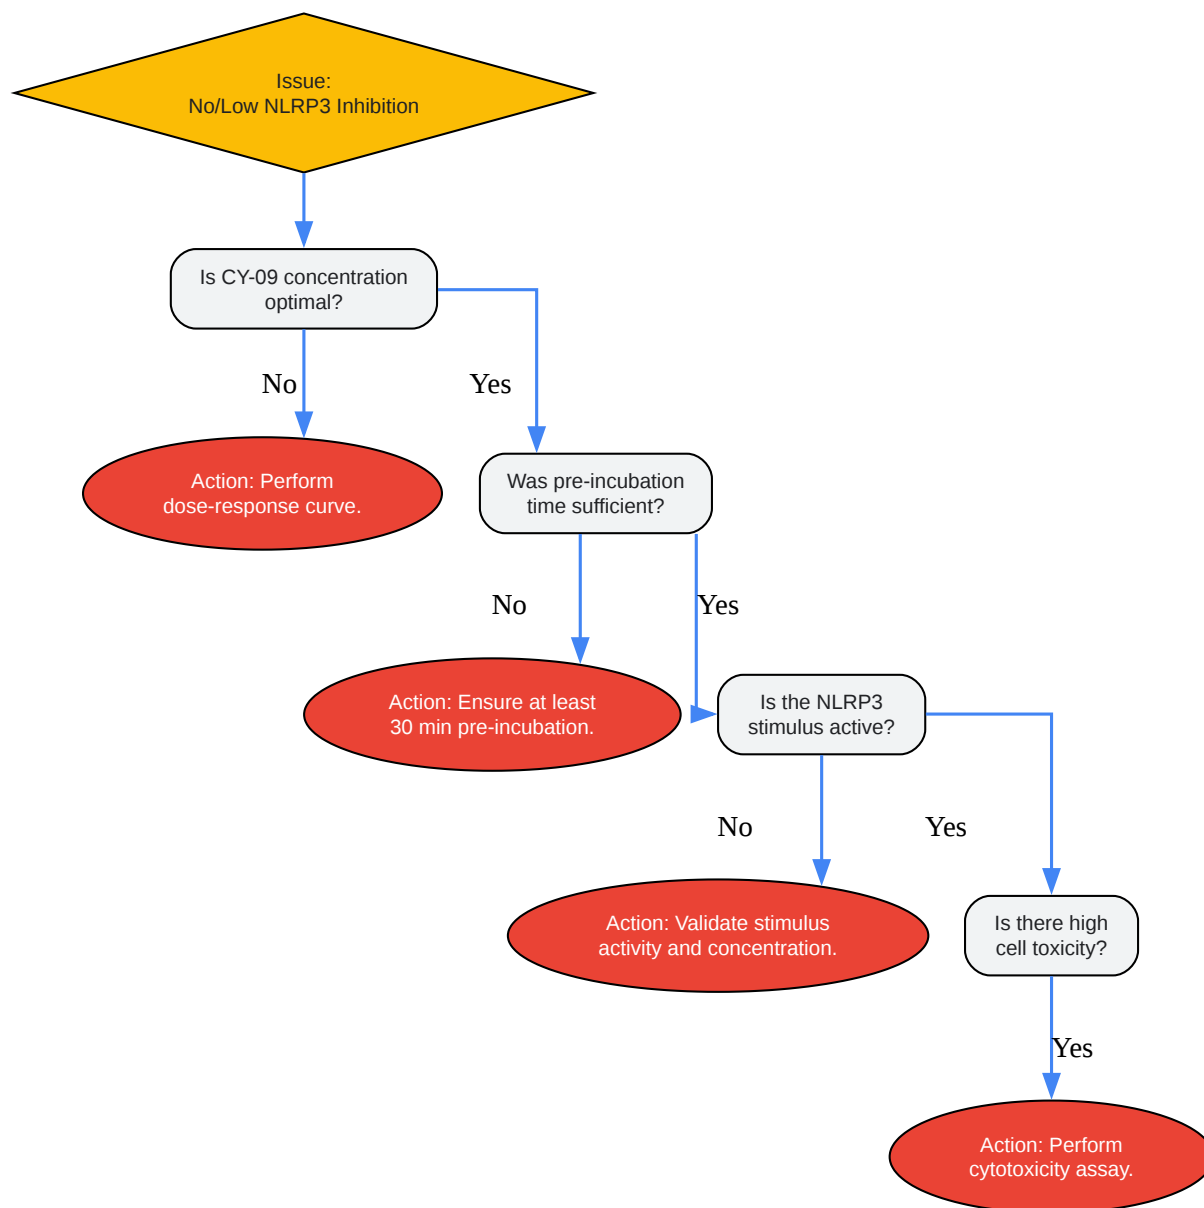 Issue:
No/Low NLRP3 Inhibition
Is CY-09 concentration
optimal?
No
Yes
Action: Perform
dose-response curve.
Was pre-incubation
time sufficient?
No
Yes
Action: Ensure at least
30 min pre-incubation.
Is the NLRP3
stimulus active?
No
Yes
Action: Validate stimulus
activity and concentration.
Is there high
cell toxicity?
Yes
Action: Perform
cytotoxicity assay.